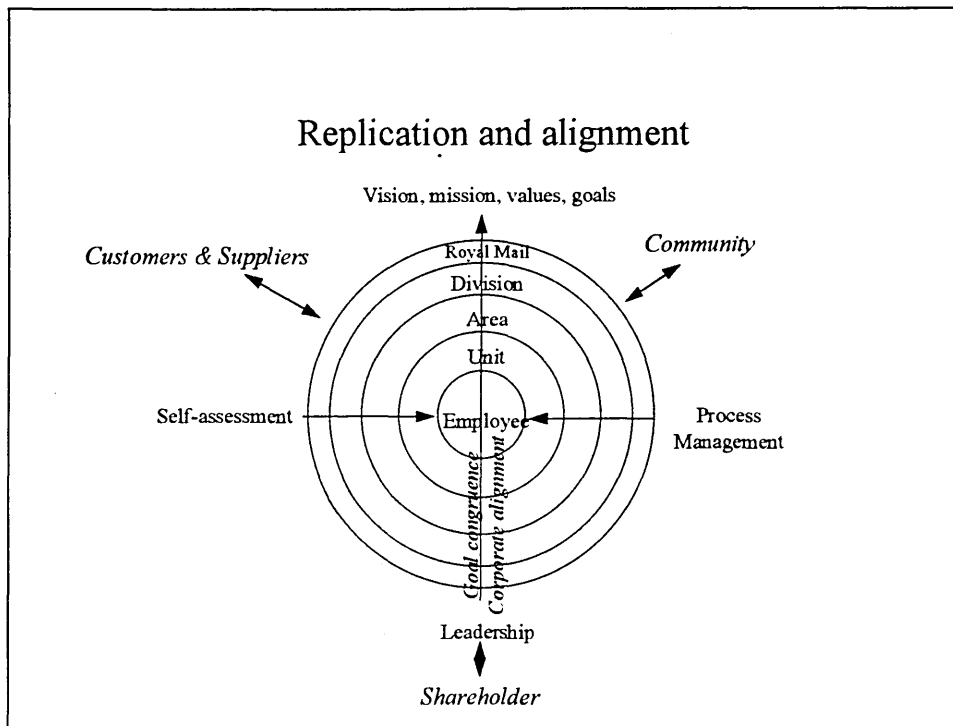 Replication and alignment
Vision, mission, values, goals
Customers & Suppliers
Community
Royal Mail
Division
Area
Unit
Self-assessment
Employee
Process
Management
Goal congruence
Corporate alignment
Leadership
Shareholder